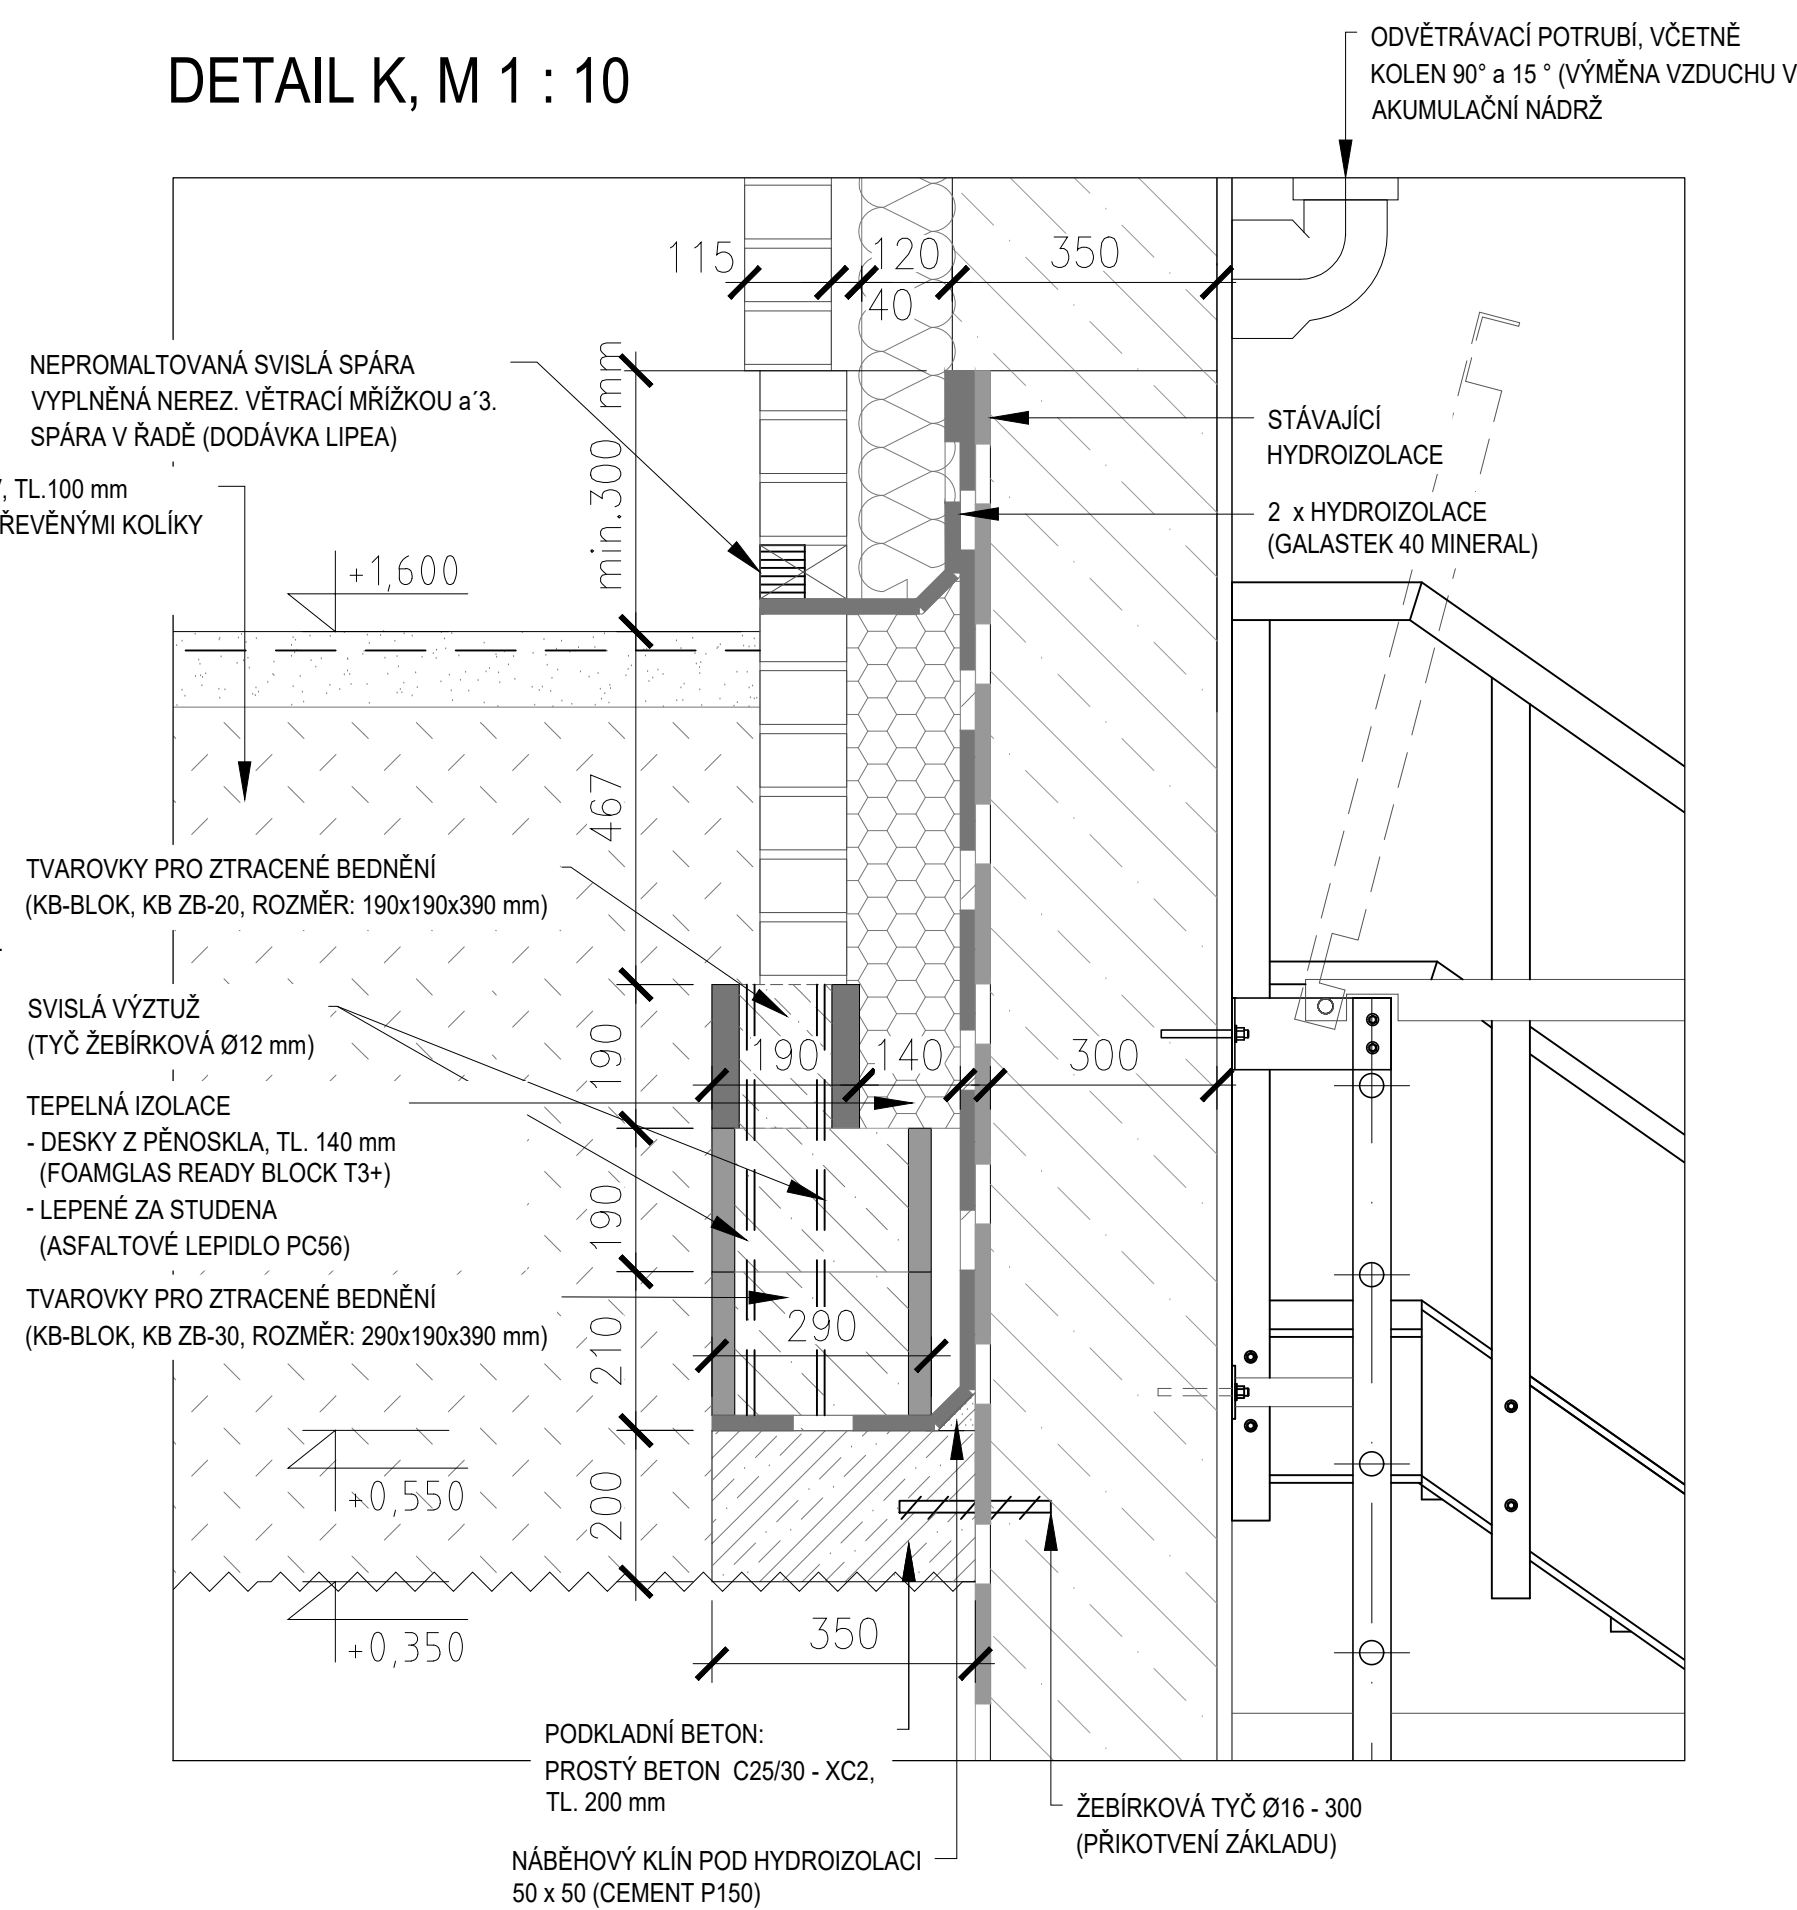 DETAIL K, M 1 : 10
ODVĚTRÁVACÍ POTRUBÍ, VČETNĚ
KOLEN 90° a 15 ° (VÝMĚNA VZDUCHU V
AKUMULAČNÍ NÁDRŽ
115
120
350
40
NEPROMALTOVANÁ SVISLÁ SPÁRA
VYPLNĚNÁ NEREZ. VĚTRACÍ MŘÍŽKOU a´3.
SPÁRA V ŘADĚ (DODÁVKA LIPEA)
min.300 mm
STÁVAJÍCÍ
HYDROIZOLACE
, TL.100 mm
ŘEVĚNÝMI KOLÍKY
2 x HYDROIZOLACE
(GALASTEK 40 MINERAL)
+1,600
467
TVAROVKY PRO ZTRACENÉ BEDNĚNÍ
(KB-BLOK, KB ZB-20, ROZMĚR: 190x190x390 mm)
SVISLÁ VÝZTUŽ
(TYČ ŽEBÍRKOVÁ Ø12 mm)
190
190
140
300
TEPELNÁ IZOLACE
- DESKY Z PĚNOSKLA, TL. 140 mm
(FOAMGLAS READY BLOCK T3+)
- LEPENÉ ZA STUDENA
(ASFALTOVÉ LEPIDLO PC56)
190
TVAROVKY PRO ZTRACENÉ BEDNĚNÍ
(KB-BLOK, KB ZB-30, ROZMĚR: 290x190x390 mm)
210
290
+0,550
200
+0,350
350
PODKLADNÍ BETON:
PROSTÝ BETON C25/30 - XC2,
TL. 200 mm
ŽEBÍRKOVÁ TYČ Ø16 - 300
(PŘIKOTVENÍ ZÁKLADU)
NÁBĚHOVÝ KLÍN POD HYDROIZOLACI
50 x 50 (CEMENT P150)